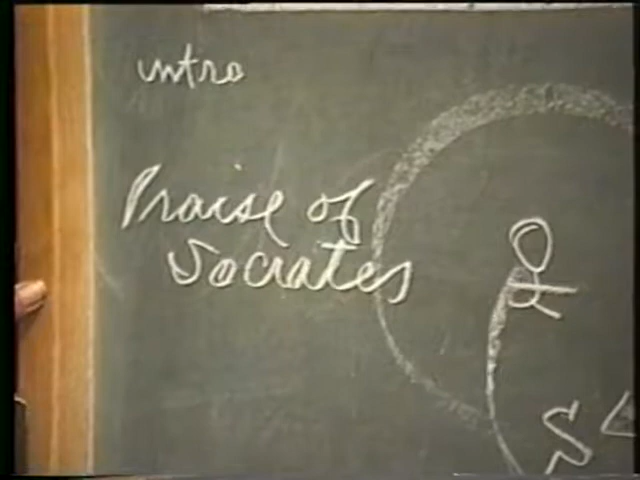 intro
Praise of
Socrates